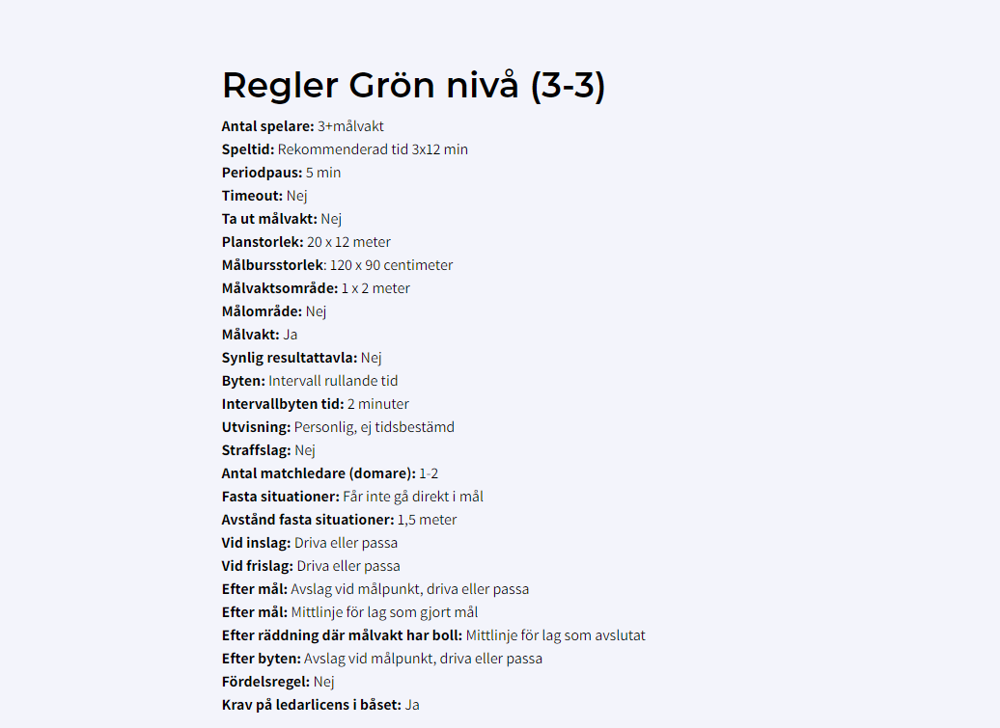 Regler Grön nivå (3-3)
Antal spelare: 3+målvakt
Speltid: Rekommenderad tid 3x12 min
Periodpaus: 5 min
Timeout: Nej
Ta ut målvakt: Nej
Planstorlek: 20 x 12 meter
Målbursstorlek: 120 x 90 centimeter
Målvaktsområde: 1 x 2 meter
Målområde: Nej
Målvakt: Ja
Synlig resultattavla: Nej
Byten: Intervall rullande tid
Intervallbyten tid: 2 minuter
Utvisning: Personlig, ej tidsbestämd
Straffslag: Nej
Antal matchledare (domare): 1-2
Fasta situationer: Får inte gå direkt i mål
Avstånd fasta situationer: 1,5 meter
Vid inslag: Driva eller passa
Vid frislag: Driva eller passa
Efter mål: Avslag vid målpunkt, driva eller passa
Efter mål: Mittlinje för lag som gjort mål
Efter räddning där målvakt har boll: Mittlinje för lag som avslutat
Efter byten: Avslag vid målpunkt, driva eller passa
Fördelsregel: Nej
Krav på ledarlicens i båset: Ja